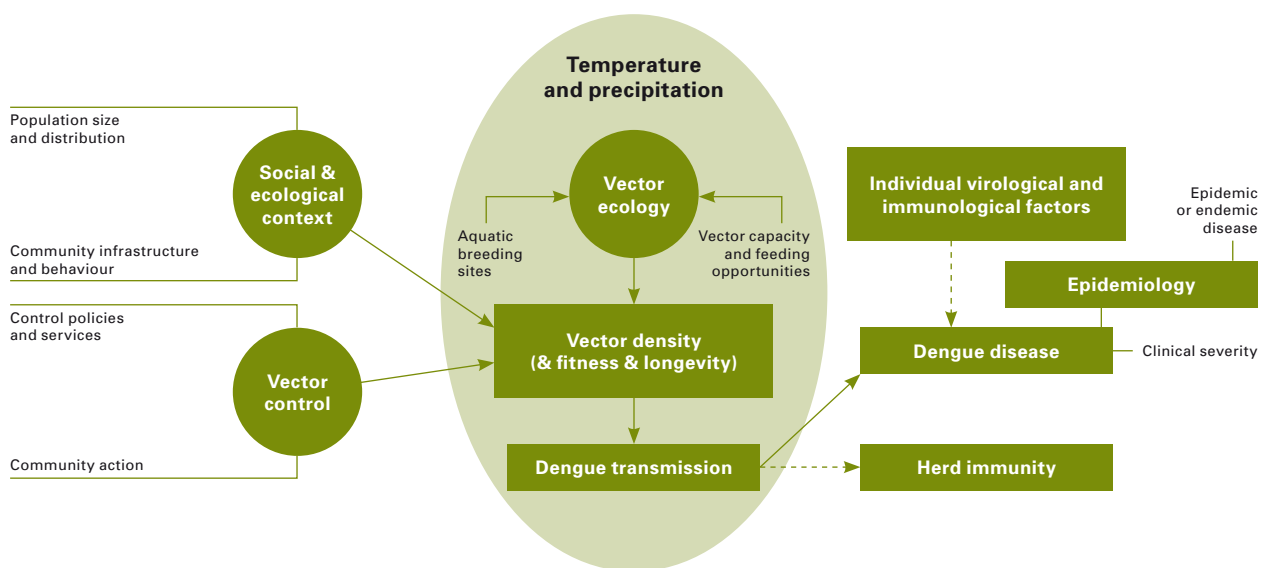 Temperature
and precipitation
Population size
and distribution
Social &
ecological
context
Community infrastructure
and behaviour
Control policies
and services
Vector
control
Community action
Vector
ecology
Aquatic
breeding
sites
Vector capacity
and feeding
opportunities
Vector density
(& fitness & longevity)
Dengue transmission
Individual virological and
immunological factors
Epidemic
or endemic
disease
Epidemiology
Dengue disease
Clinical severity
Herd immunity